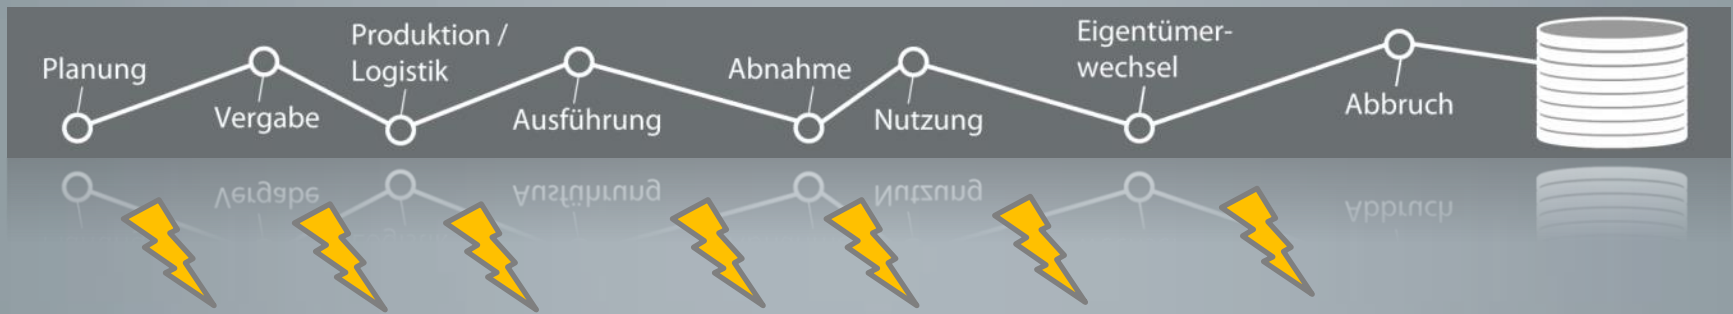 Planung
Vergabe
Produktion /
Logistik
Ausführung
Abnahme
Nutzung
Eigentümer-
wechsel
Abbruch